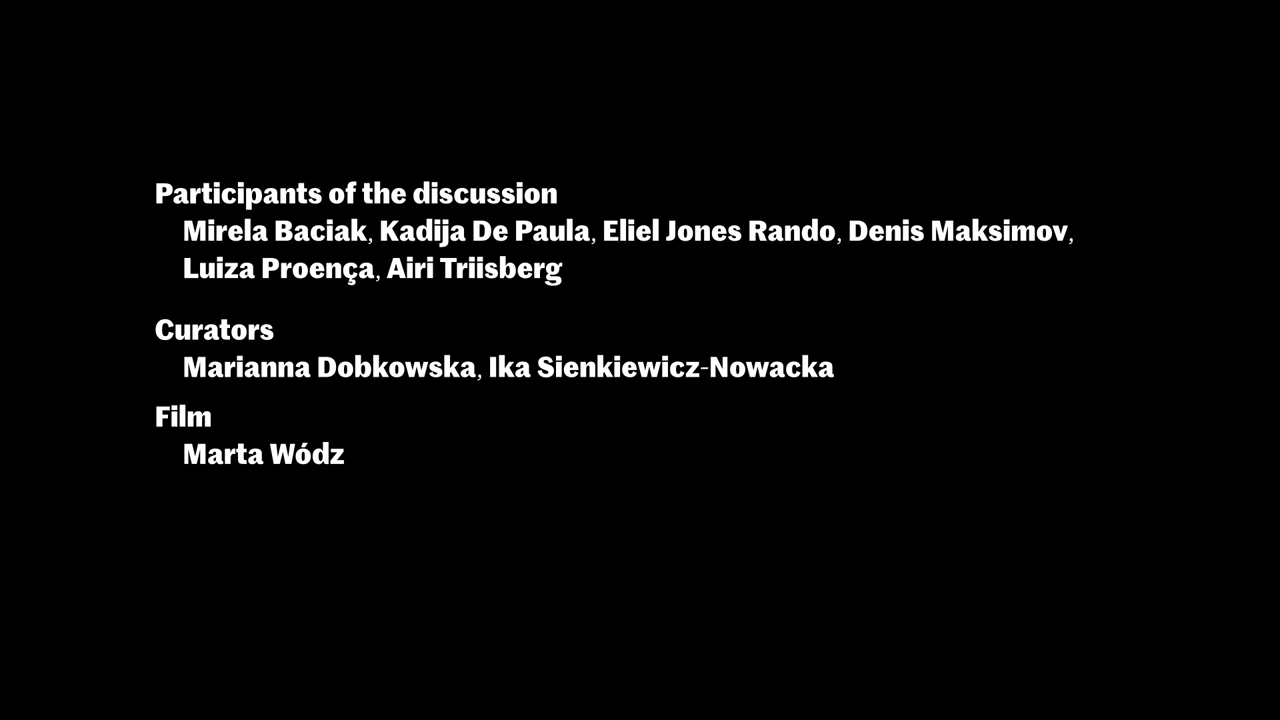 Participants of the discussion
Mirela Baciak, Kadija De Paula, Eliel Jones Rando, Denis Maksimov,
Luiza Proença, Airi Triisberg
Curators
Marianna Dobkowska, Ika Sienkiewicz-Nowacka
Film
Marta Wódz